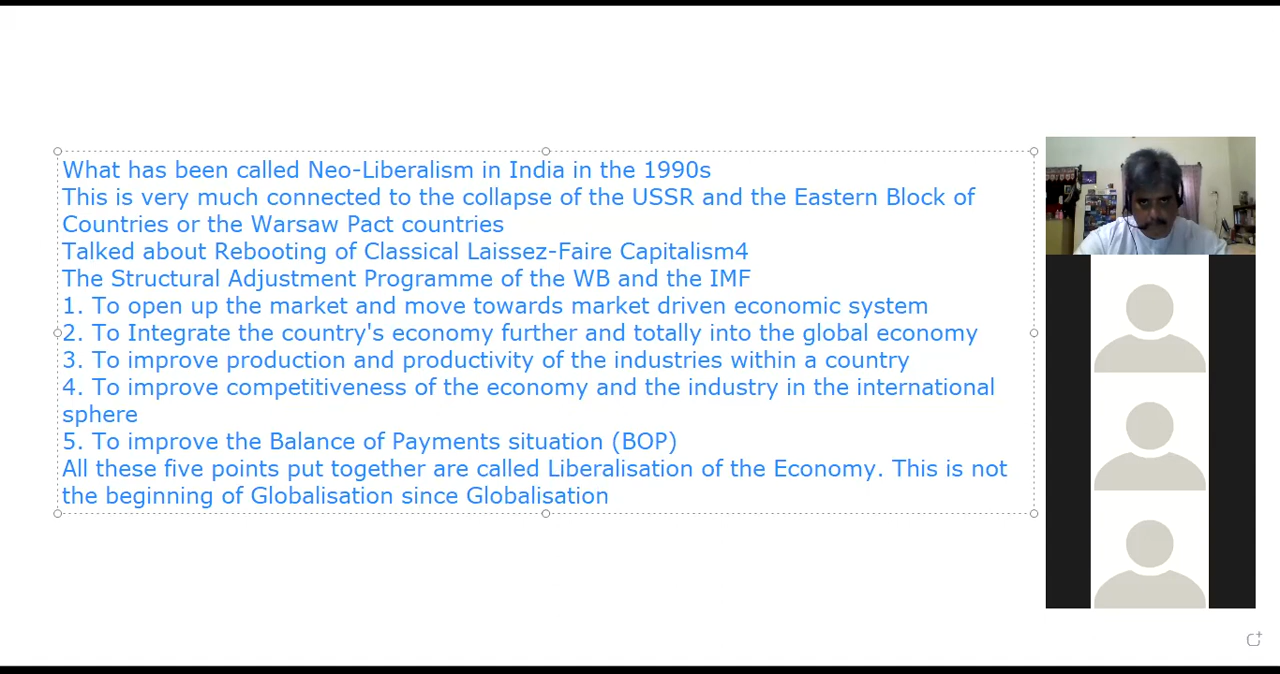 What has been called Neo-Liberalism in India in the 1990s
This is very much connected to the collapse of the USSR and the Eastern Block of
Countries or the Warsaw Pact countries
Talked about Rebooting of Classical Laissez-Faire Capitalism4
The Structural Adjustment Programme of the WB and the IMF
1. To open up the market and move towards market driven economic system
2. To Integrate the country's economy further and totally into the global economy
3. To improve production and productivity of the industries within a country
4. To improve competitiveness of the economy and the industry in the international
sphere
5. To improve the Balance of Payments situation (BOP)
All these five points put together are called Liberalisation of the Economy. This is not
the beginning of Globalisation since Globalisation